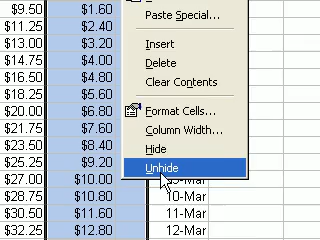 $9.50 $1.60
Paste Special...
$11.25 $2.40
$13.00 $3.20 Insert
$14.75 $4.00 Delete
$16.50 $4.80 Clear Contents
$18.25 $5.60
$20.00 $6.80 Format Cells...
$21.75 $7.60 Column Width...
$23.50 $8.40 Hide
$25.25 $9.20 Unhide
$27.00 $10.00 -Mar
$28.75 $10.80 10-Mar
$30.50 $11.60 11-Mar
$32.25 $12.80 12-Mar